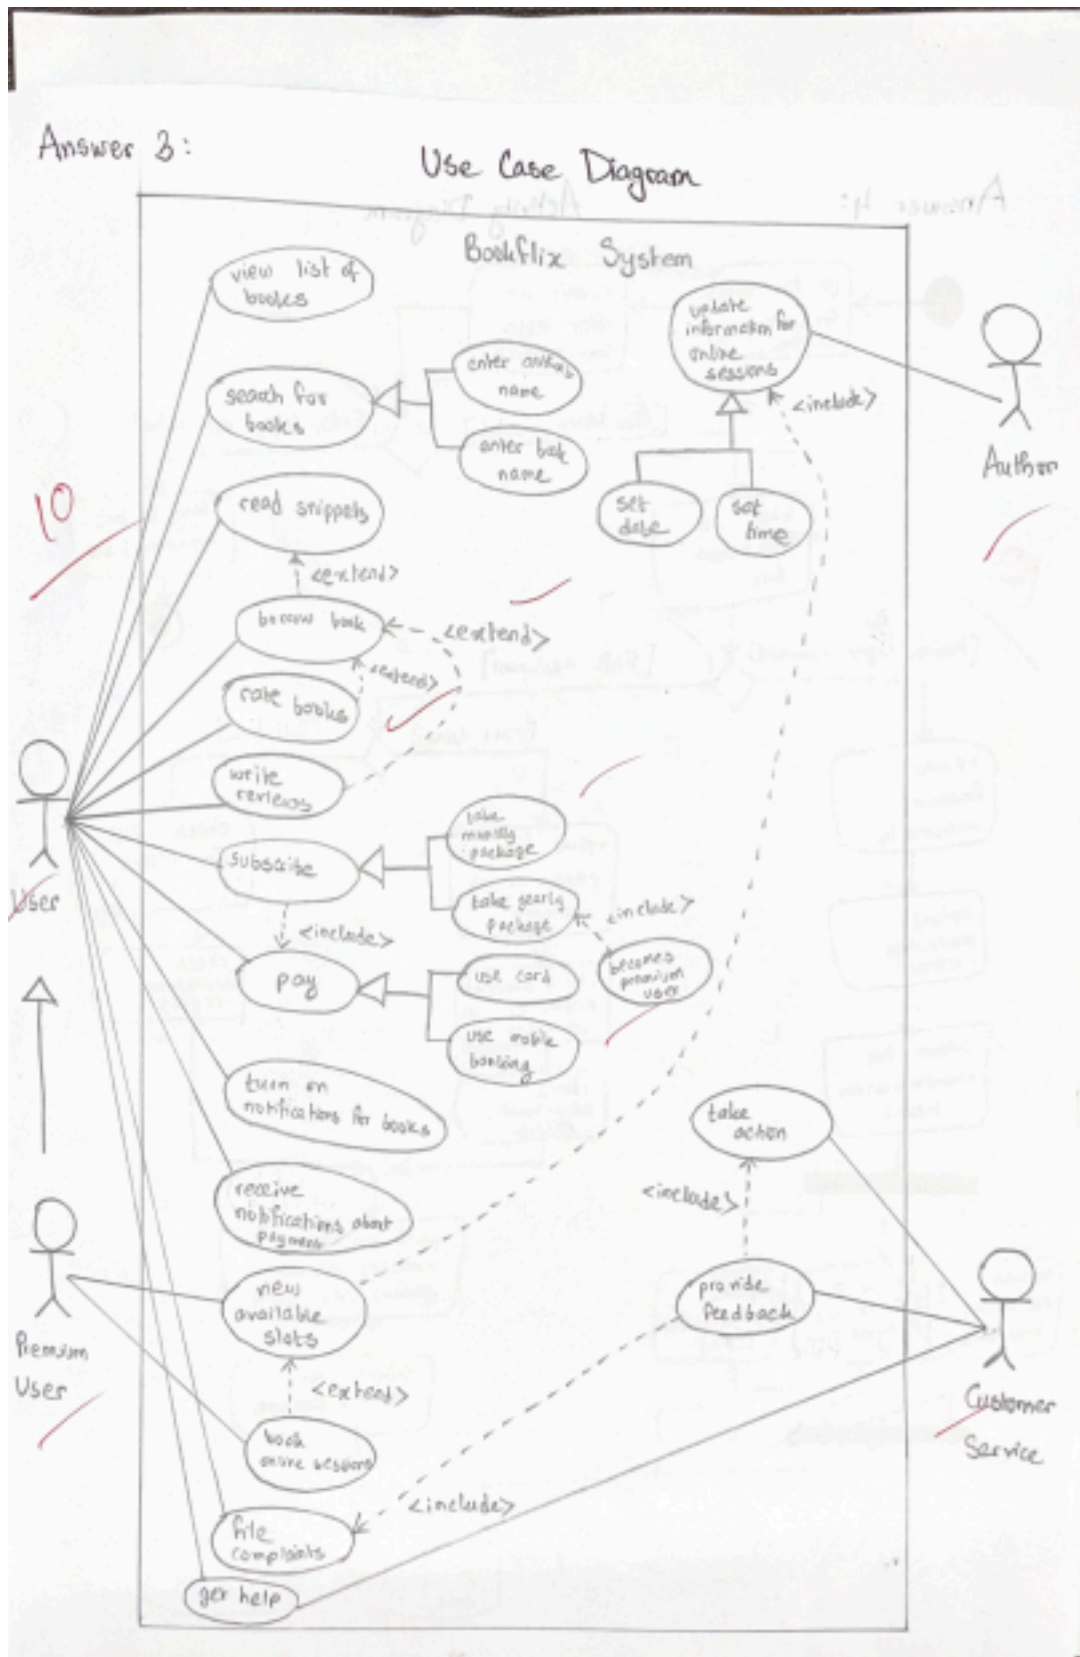 Answer 3:
Use Case Diagram
Bookflix System
view list of
books
update
information for
online
sessions
search for
books
enter author's
name
enter book
name
<include>
Author
set
date
set
time
10
read snippets
<extend>
borrow book
<extend>
<extend>
rate books
write
reviews
User
subscribe
take
monthly
package
take yearly
package
<include>
becomes
premium
user
<include>
pay
use card
use mobile
banking
turn on
notifications for books
take
action
receive
notifications about
payment
<include>
Premium
User
view
available
slots
provide
feedback
<extend>
Customer
Service
book
online sessions
<include>
file
complaints
get help